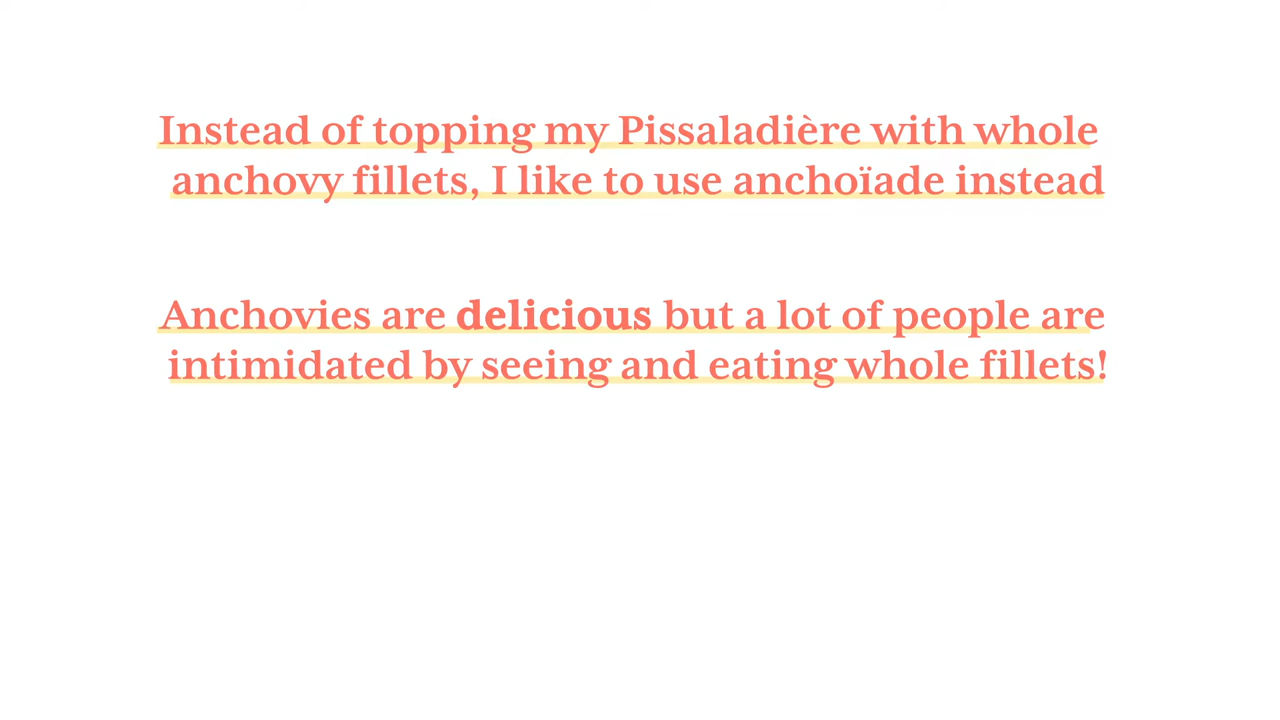 Instead of topping my Pissaladière with whole
anchovy fillets, I like to use anchoïade instead
Anchovies are delicious but a lot of people are
intimidated by seeing and eating whole fillets!